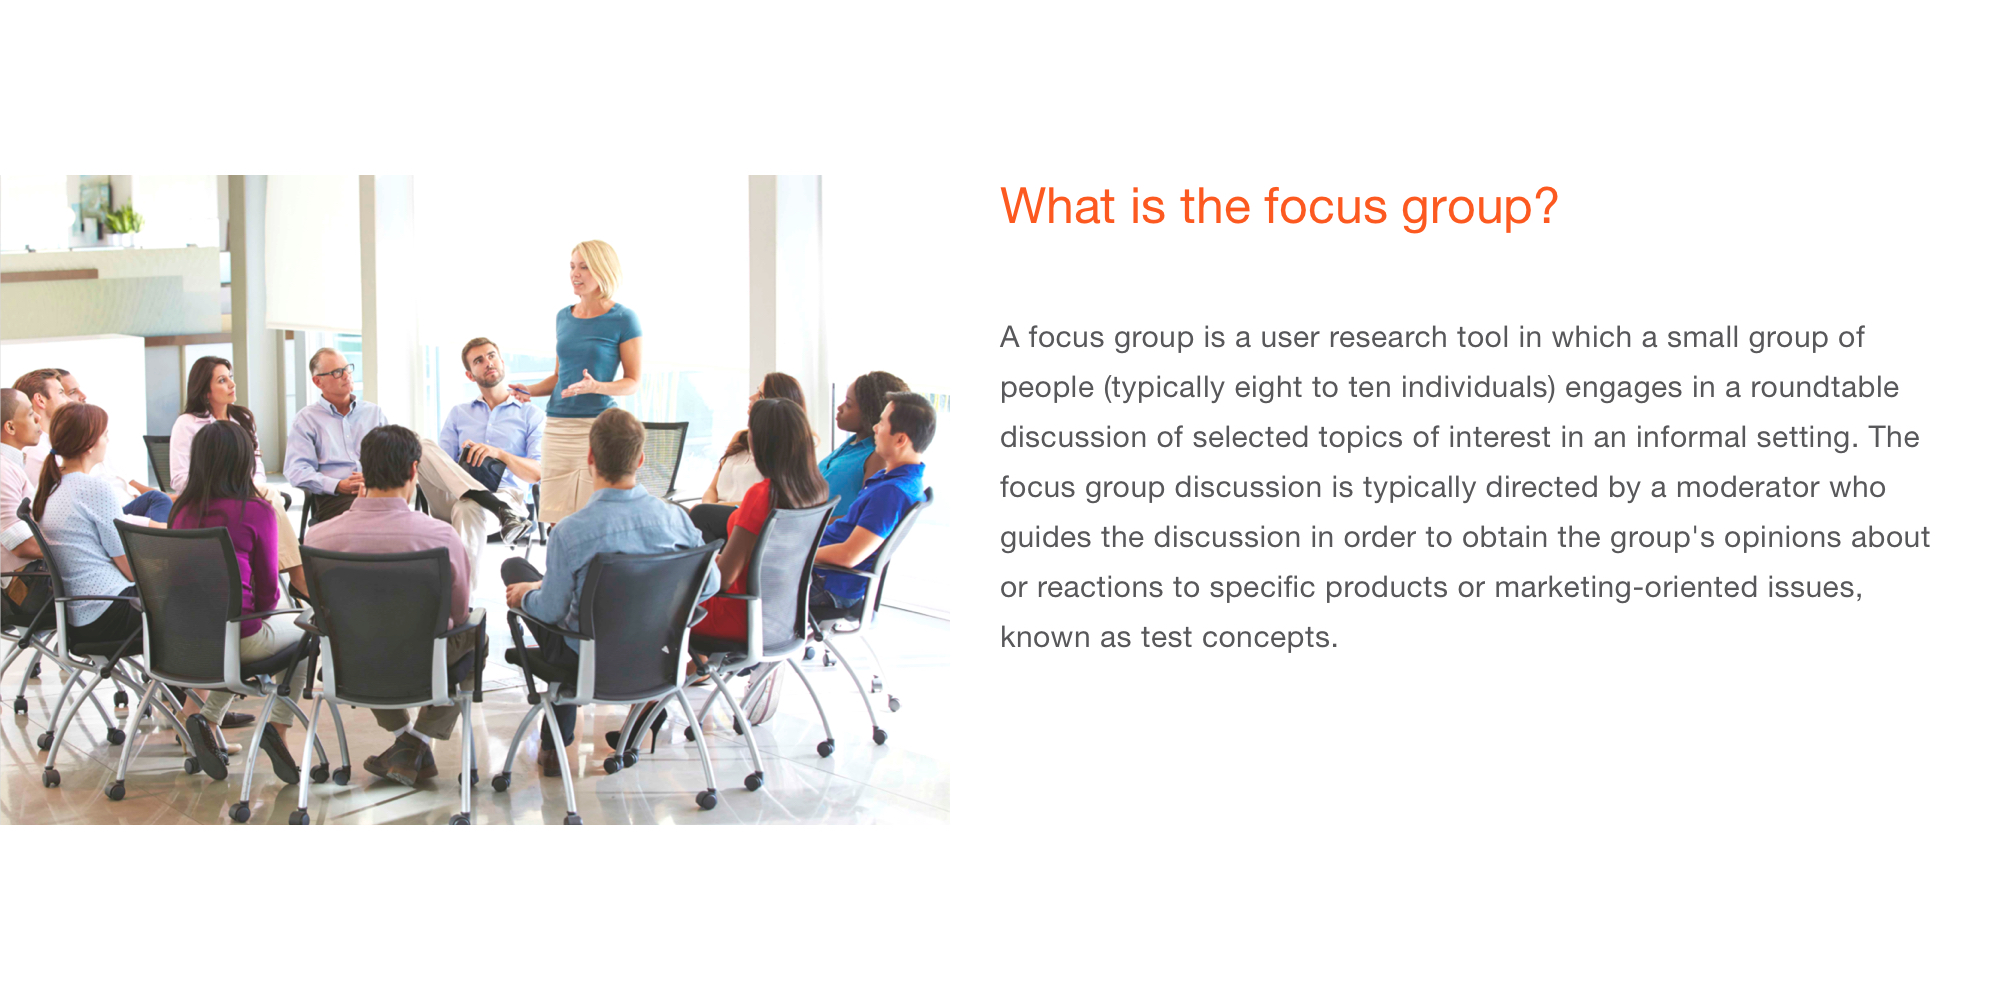 What is the focus group?
A focus group is a user research tool in which a small group of
people (typically eight to ten individuals) engages in a roundtable
discussion of selected topics of interest in an informal setting. The
focus group discussion is typically directed by a moderator who
guides the discussion in order to obtain the group's opinions about
or reactions to specific products or marketing-oriented issues,
known as test concepts.